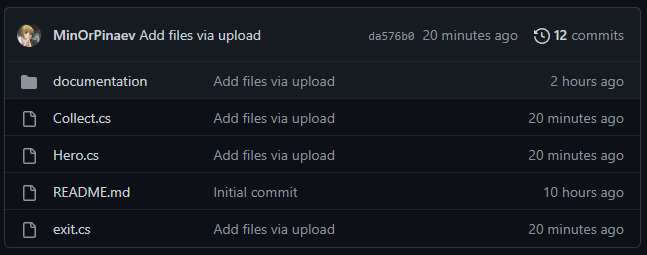 MinOrPinaev Add files via upload da576b0 20 minutes ago 12 commits
documentation Add files via upload 2 hours ago
Collect.cs Add files via upload 20 minutes ago
Hero.cs Add files via upload 20 minutes ago
README.md Initial commit 10 hours ago
exit.cs Add files via upload 20 minutes ago